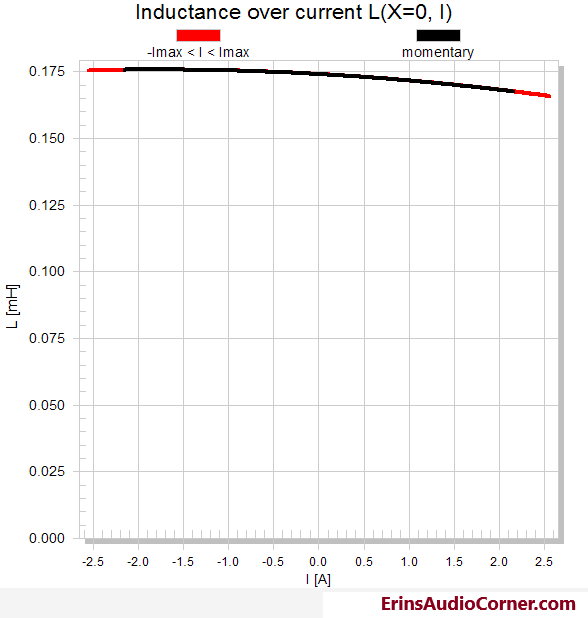 Inductance over current L(X=0, I)
-Imax < I < Imax momentary
0.175
0.150
0.125
0.100
0.075
0.050
0.025
0.000
L [mH]
-2.5 -2.0 -1.5 -1.0 -0.5 0.0 0.5 1.0 1.5 2.0 2.5
I [A]
ErinsAudioCorner.com